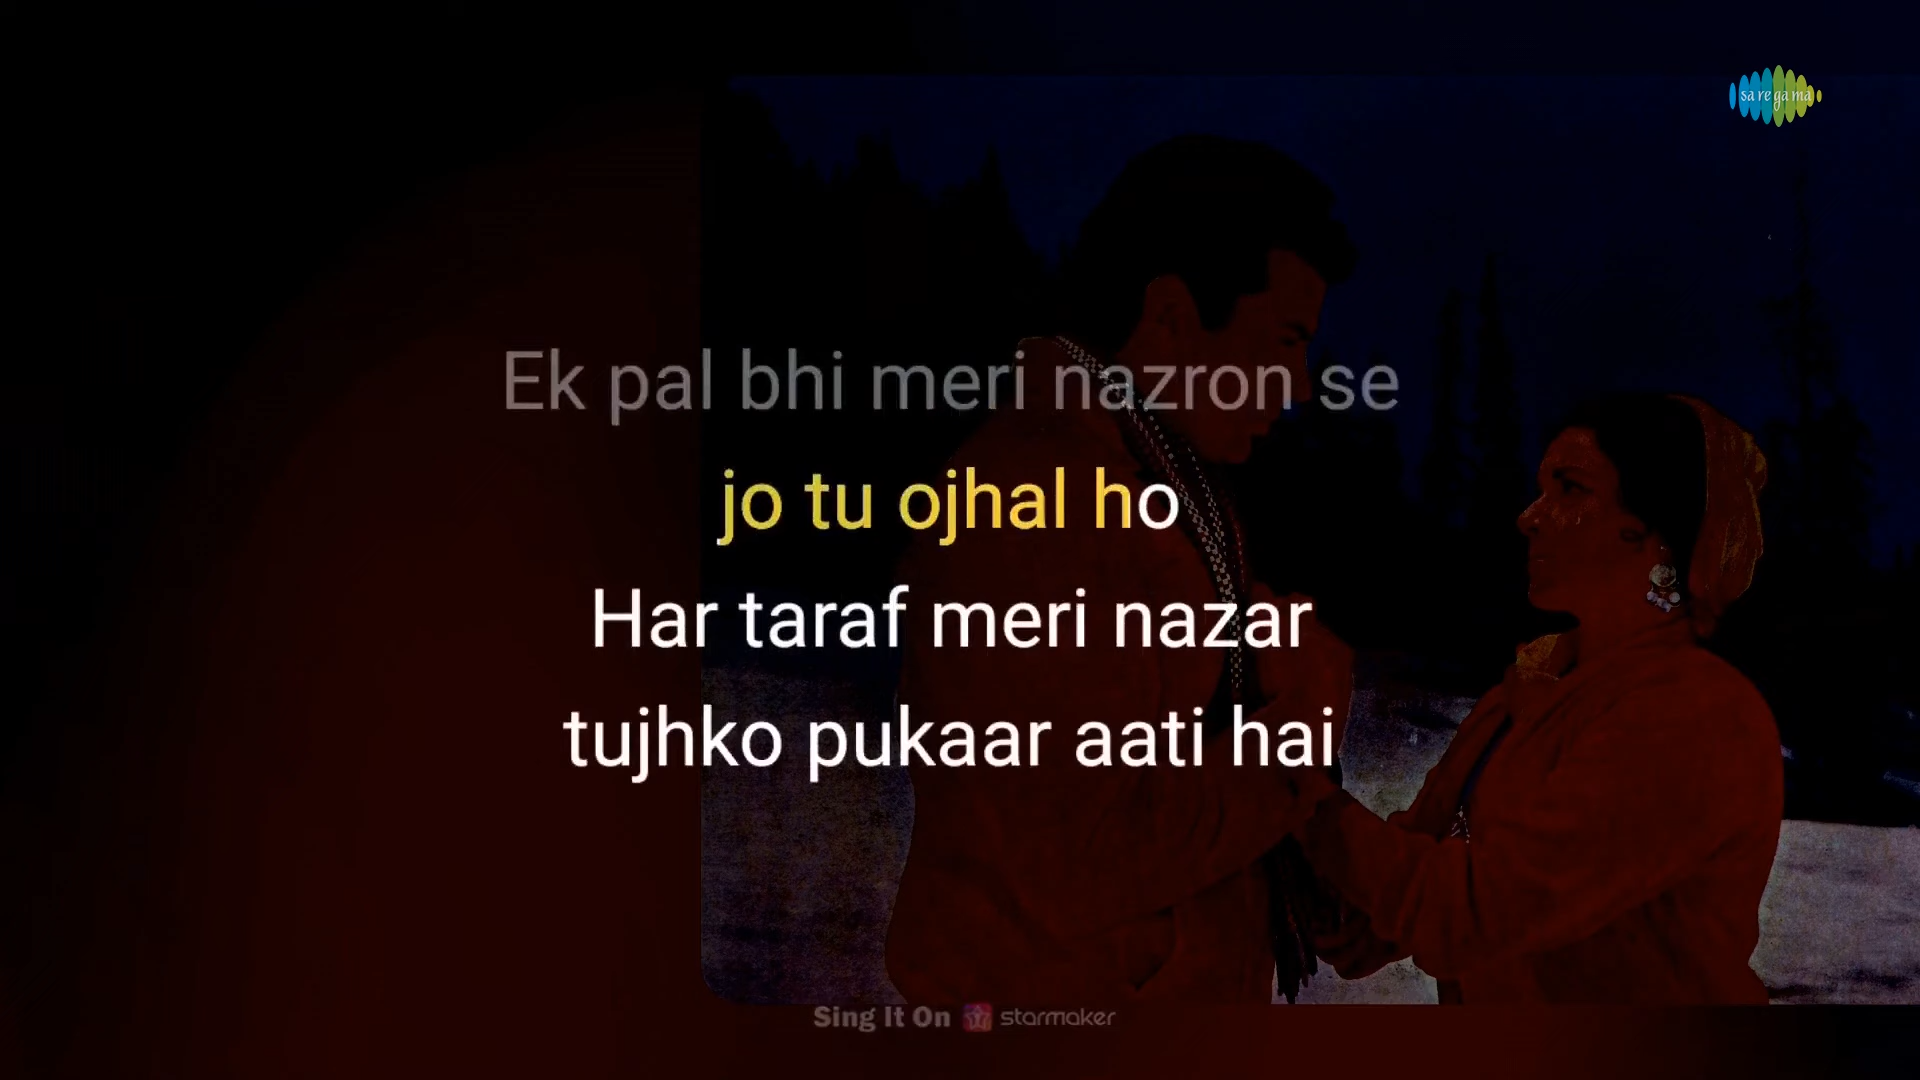 sa re ga ma
Ek pal bhi meri nazron se
jo tu ojhal ho
Har taraf meri nazar
tujhko pukaar aati hai
Sing It On starmaker